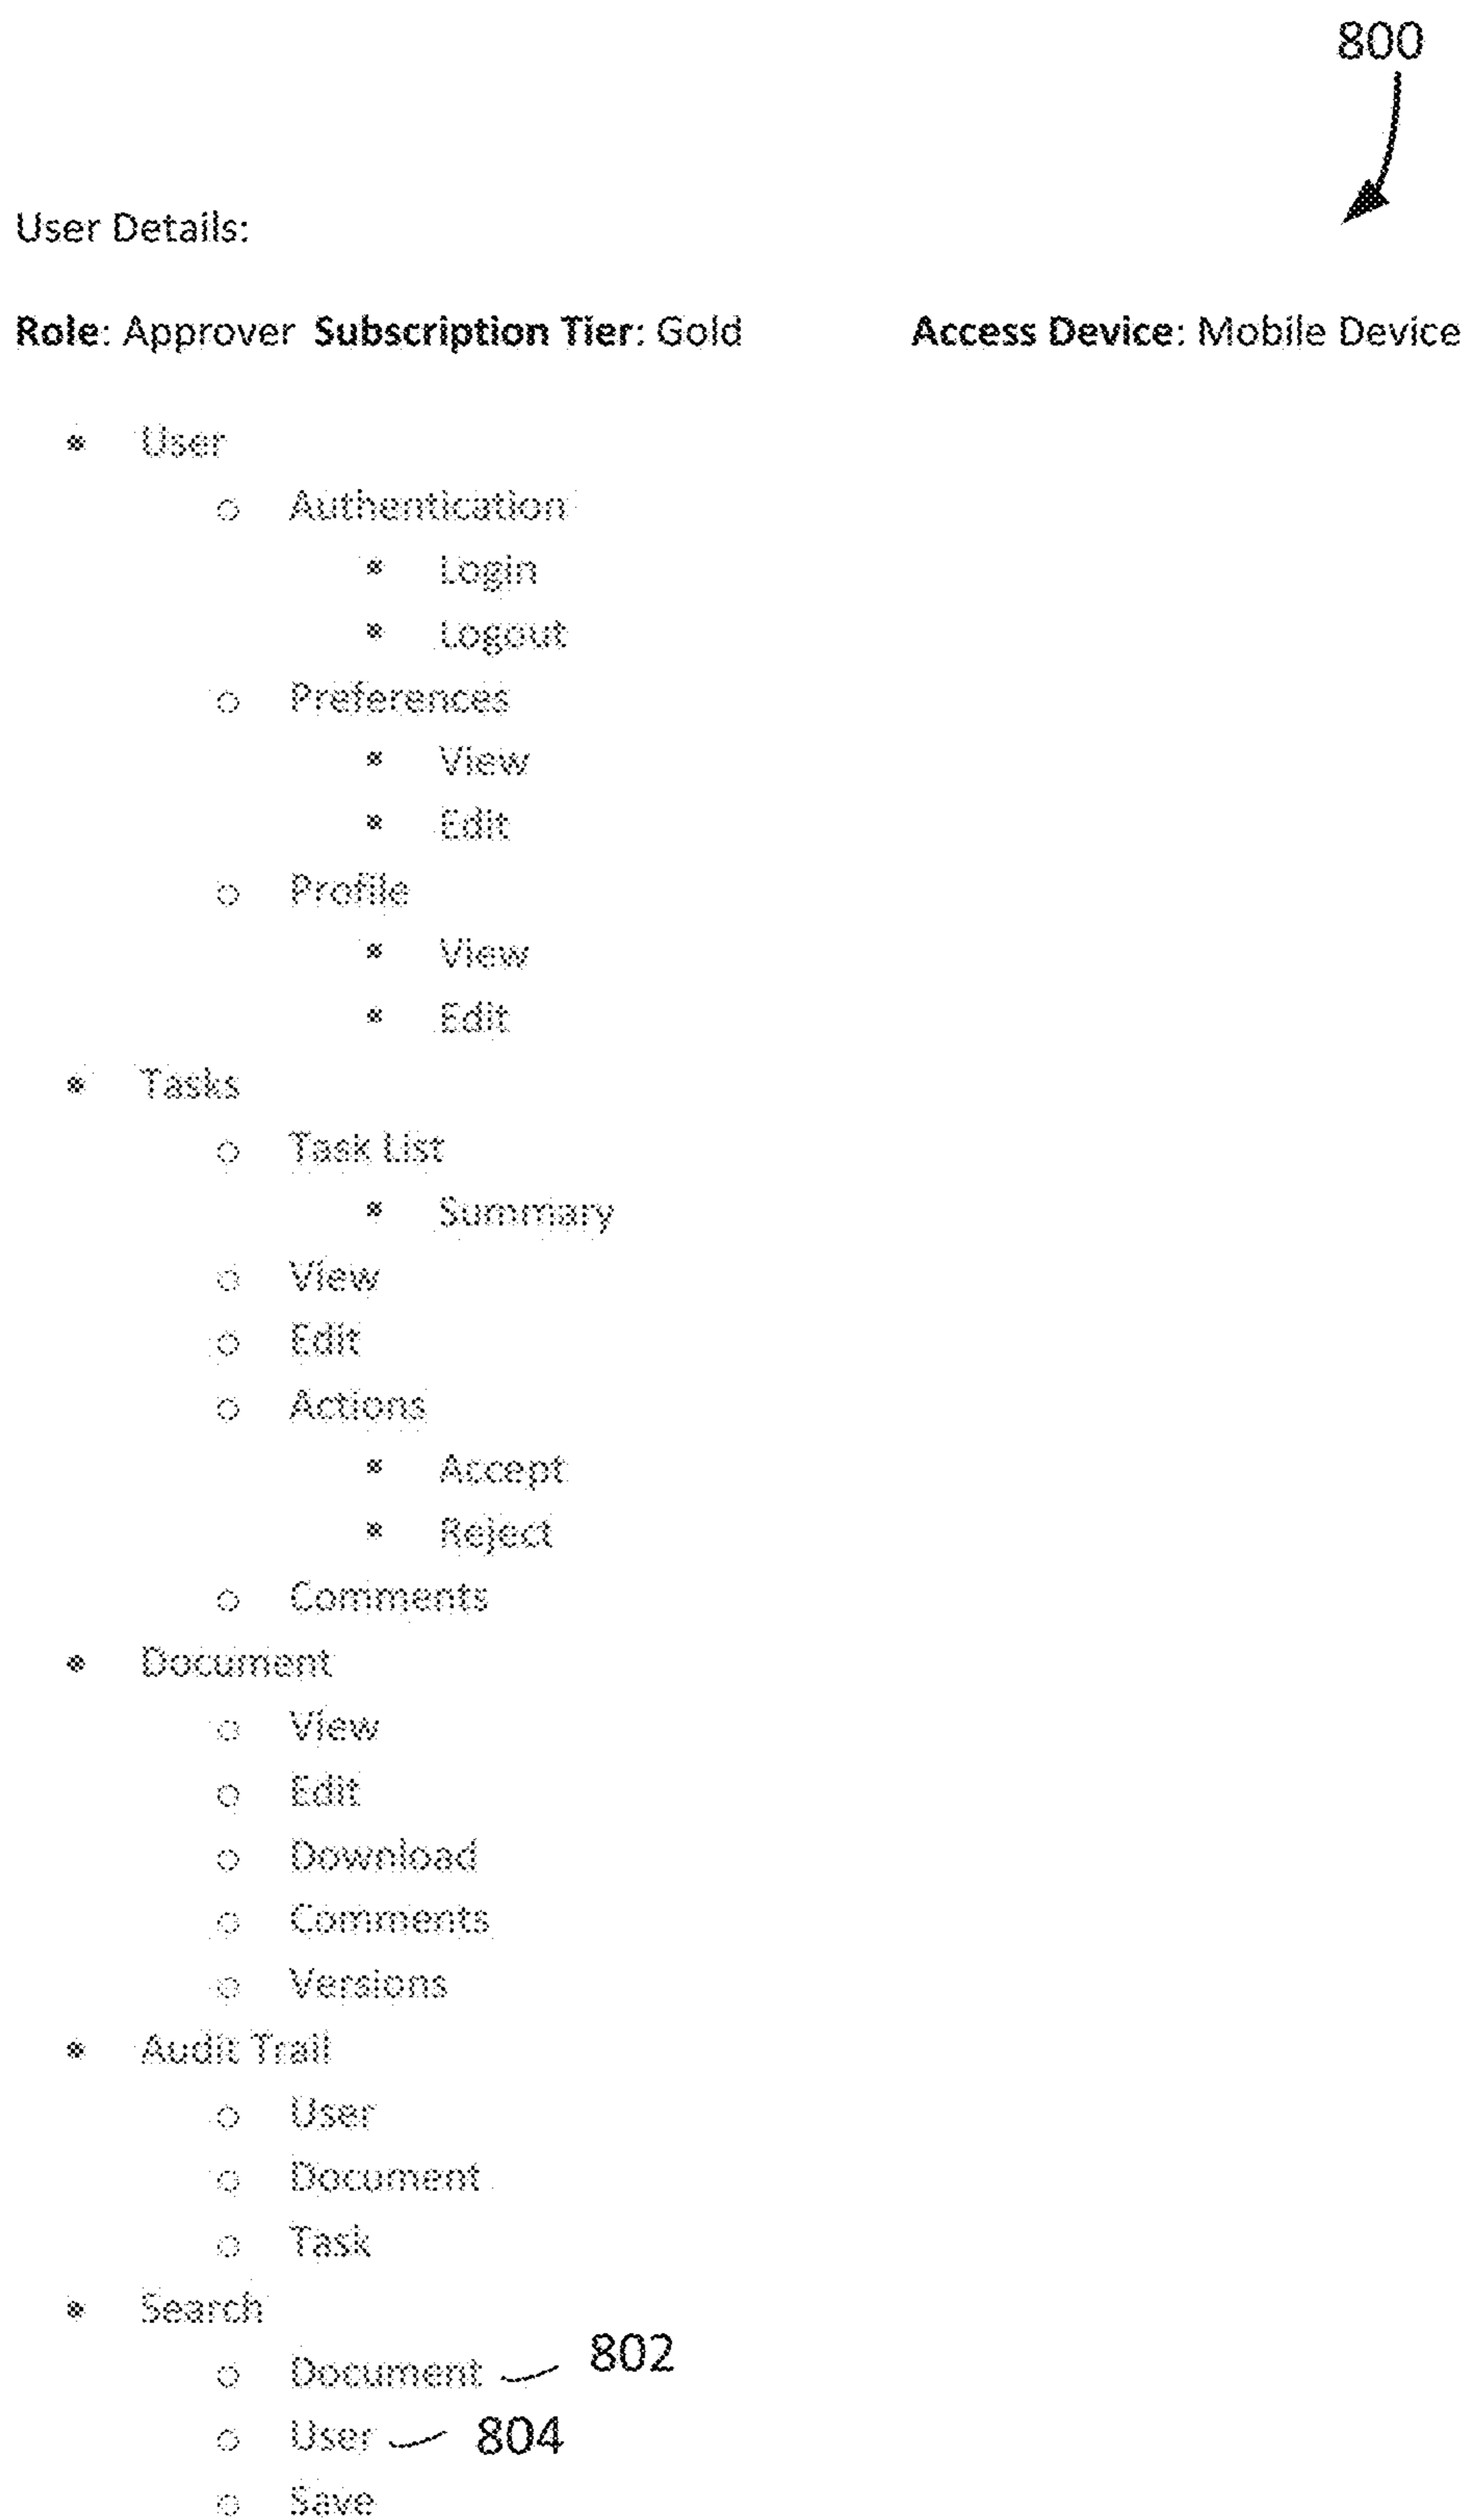 800
User Details:
Role: Approver Subscription Tier: Gold Access Device: Mobile Device
• User
○ Authentication
▪ Login
▪ Logout
○ Preferences
▪ View
▪ Edit
○ Profile
▪ View
▪ Edit
• Tasks
○ Task List
▪ Summary
○ View
○ Edit
○ Actions
▪ Accept
▪ Reject
○ Comments
• Document
○ View
○ Edit
○ Download
○ Comments
○ Versions
• Audit Trail
○ User
○ Document
○ Task
• Search
○ Document 802
○ User 804
○ Save